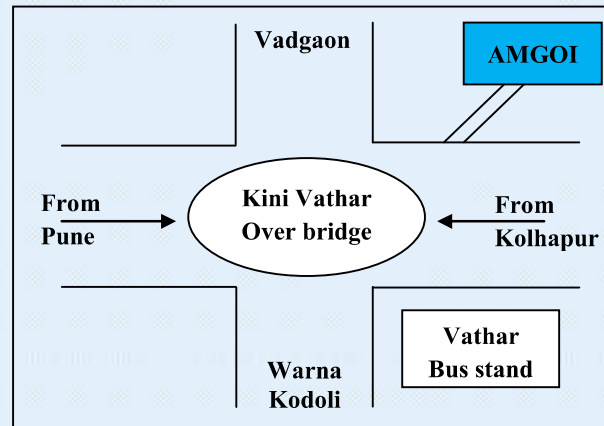 Vadgaon
AMGOI
Kini Vathar
Over bridge
From
Pune
From
Kolhapur
Vathar
Bus stand
Warna
Kodoli